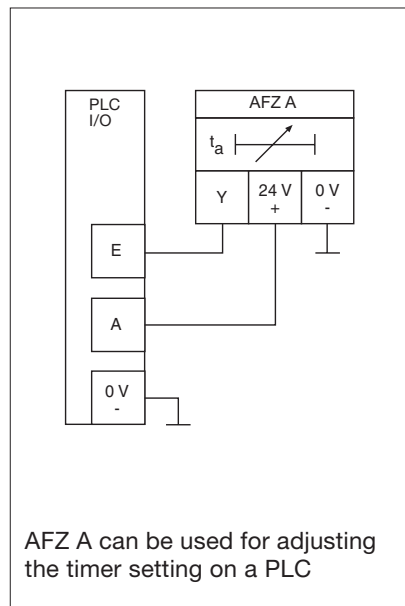 PLC
I/O
AFZ A
ta
Y
24 V
+
0 V
-
E
A
0 V
-
AFZ A can be used for adjusting
the timer setting on a PLC